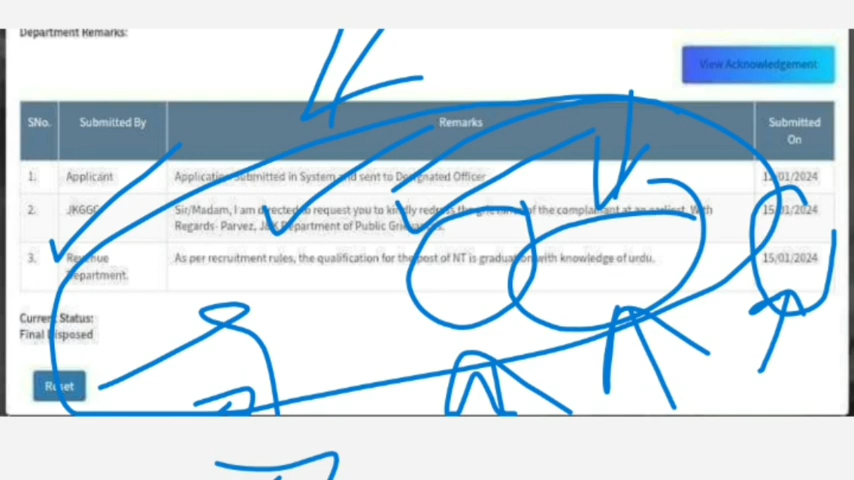 Department Remarks:
View Acknowledgement
SNo. Submitted By Remarks Submitted On
1. Applicant Application Submitted in System and sent to Designated Officer 12/01/2024
2. JKGGC Sir/Madam, I am directed to request you to kindly redress the grievance of the complainant at an earliest. With
Regards- Parvez, J&K Department of Public Grievances. 15/01/2024
3. Revenue Department. As per recruitment rules, the qualification for the post of NT is graduation with knowledge of urdu. 15/01/2024
Current Status:
Final Disposed
Reset